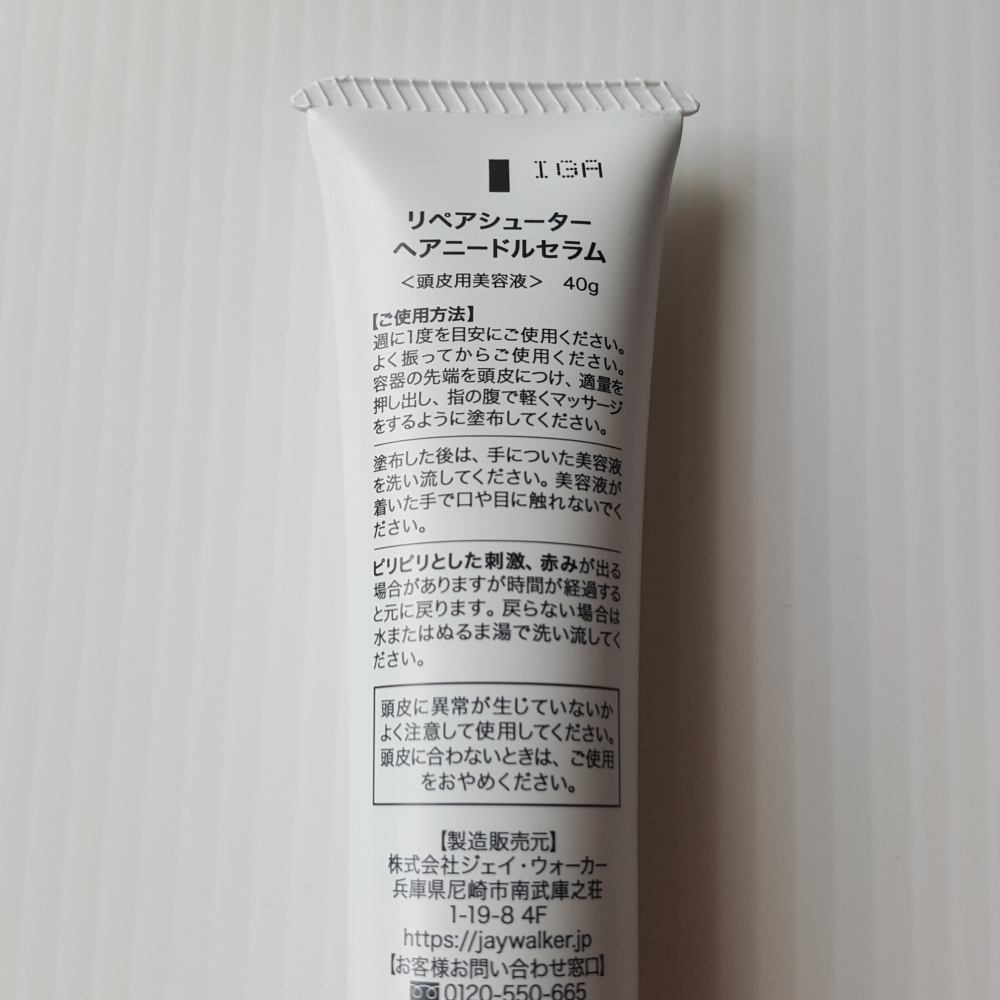 IGA
リペアシューター
ヘアニードルセラム
＜頭皮用美容液＞ 40g
【ご使用方法】
週に1度を目安にご使用ください。
よく振ってからご使用ください。
容器の先端を頭皮につけ、適量を
押し出し、指の腹で軽くマッサージ
をするように塗布してください。
塗布した後は、手についた美容液
を洗い流してください。美容液が
着いた手で口や目に触れないでく
ださい。
ピリピリとした刺激、赤みが出る
場合がありますが時間が経過する
と元に戻ります。戻らない場合は
水またはぬるま湯で洗い流してく
ださい。
頭皮に異常が生じていないか
よく注意して使用してください。
頭皮に合わないときは、ご使用
をおやめください。
【製造販売元】
株式会社ジェイ・ウォーカー
兵庫県尼崎市南武庫之荘
1-19-8 4F
https://jaywalker.jp
【お客様お問い合わせ窓口】
0120-550-665